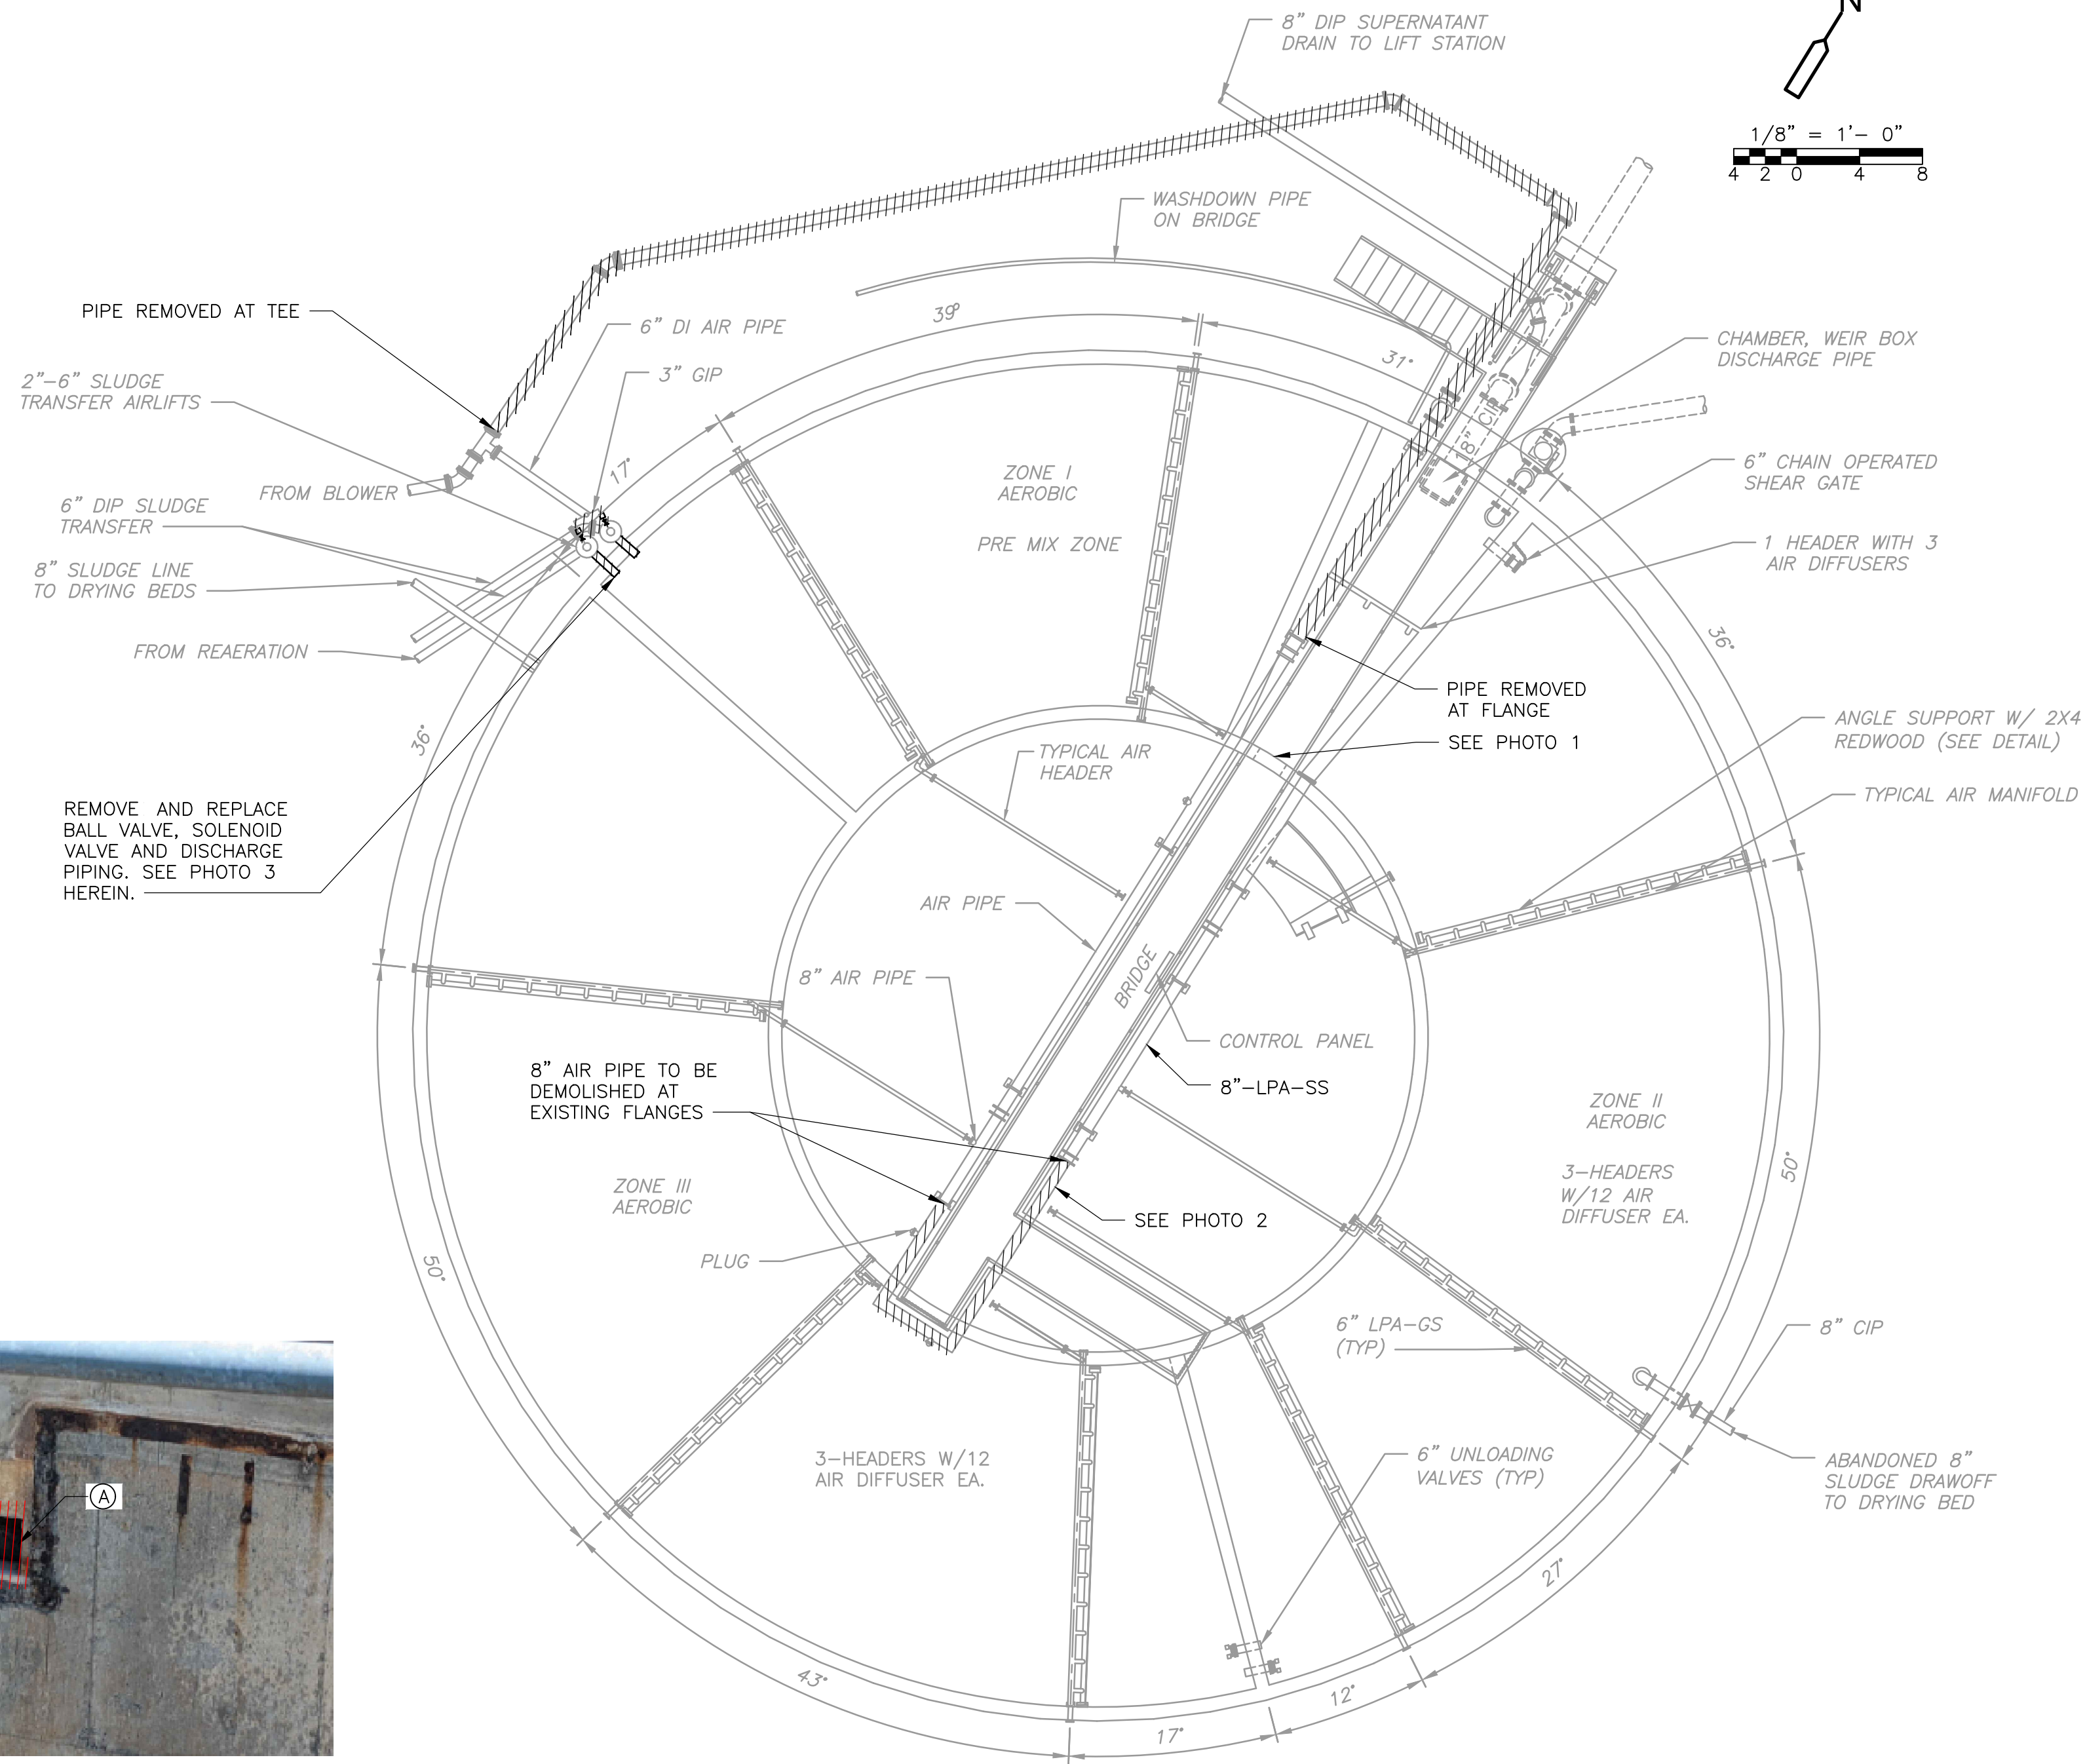 8" DIP SUPERNATANT
DRAIN TO LIFT STATION
N
1/8" = 1'- 0"
4 2 0 4 8
WASHDOWN PIPE
ON BRIDGE
PIPE REMOVED AT TEE
6" DI AIR PIPE
39°
31°
CHAMBER, WEIR BOX
DISCHARGE PIPE
2"-6" SLUDGE
TRANSFER AIRLIFTS
3" GIP
18" CIP
17°
ZONE I
AEROBIC
PRE MIX ZONE
6" CHAIN OPERATED
SHEAR GATE
FROM BLOWER
6" DIP SLUDGE
TRANSFER
8" SLUDGE LINE
TO DRYING BEDS
1 HEADER WITH 3
AIR DIFFUSERS
FROM REAERATION
36°
36°
PIPE REMOVED
AT FLANGE
SEE PHOTO 1
ANGLE SUPPORT W/ 2X4
REDWOOD (SEE DETAIL)
TYPICAL AIR
HEADER
TYPICAL AIR MANIFOLD
REMOVE AND REPLACE
BALL VALVE, SOLENOID
VALVE AND DISCHARGE
PIPING. SEE PHOTO 3
HEREIN.
AIR PIPE
8" AIR PIPE
BRIDGE
CONTROL PANEL
8"-LPA-SS
8" AIR PIPE TO BE
DEMOLISHED AT
EXISTING FLANGES
ZONE II
AEROBIC
3-HEADERS
W/12 AIR
DIFFUSER EA.
50°
ZONE III
AEROBIC
SEE PHOTO 2
PLUG
50°
6" LPA-GS
(TYP)
8" CIP
3-HEADERS W/12
AIR DIFFUSER EA.
6" UNLOADING
VALVES (TYP)
ABANDONED 8"
SLUDGE DRAWOFF
TO DRYING BED
A
27°
43°
12°
17°